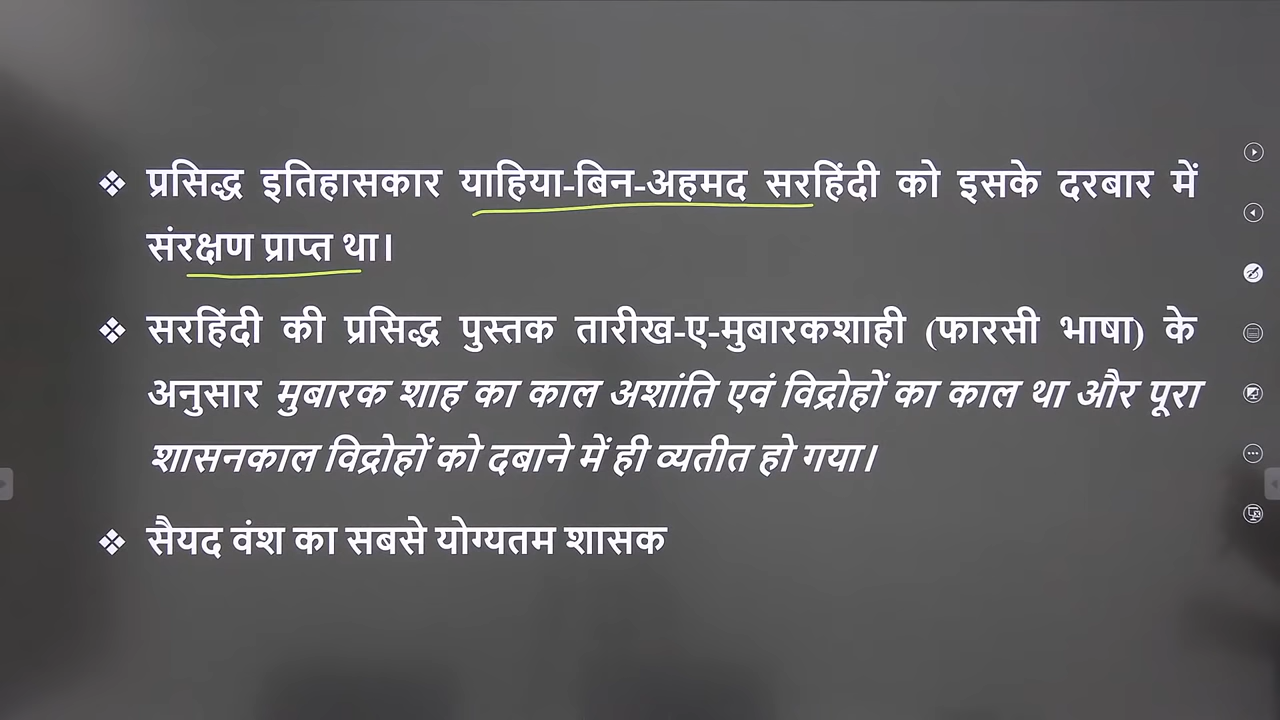 ❖ प्रसिद्ध इतिहासकार याहिया-बिन-अहमद सरहिंदी को इसके दरबार में
संरक्षण प्राप्त था।
❖ सरहिंदी की प्रसिद्ध पुस्तक तारीख-ए-मुबारकशाही (फारसी भाषा) के
अनुसार मुबारक शाह का काल अशांति एवं विद्रोहों का काल था और पूरा
शासनकाल विद्रोहों को दबाने में ही व्यतीत हो गया।
❖ सैयद वंश का सबसे योग्यतम शासक